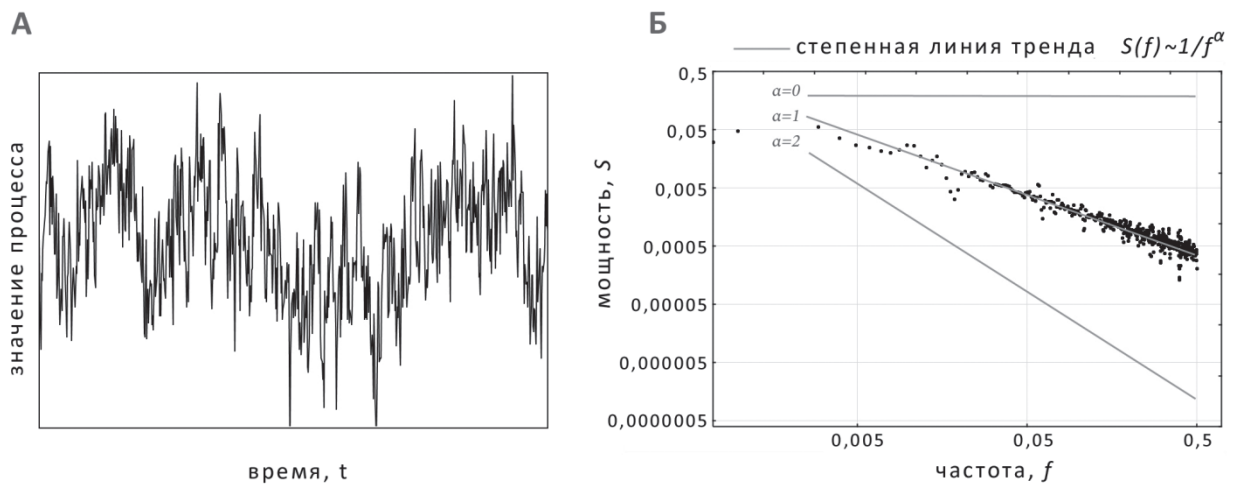 А
значение процесса
время, t
Б
степенная линия тренда S(f)~1/f^α
мощность, S
0,5
0,05
0,005
0,0005
0,00005
0,000005
0,0000005
α=0
α=1
α=2
0,005
0,05
0,5
частота, f